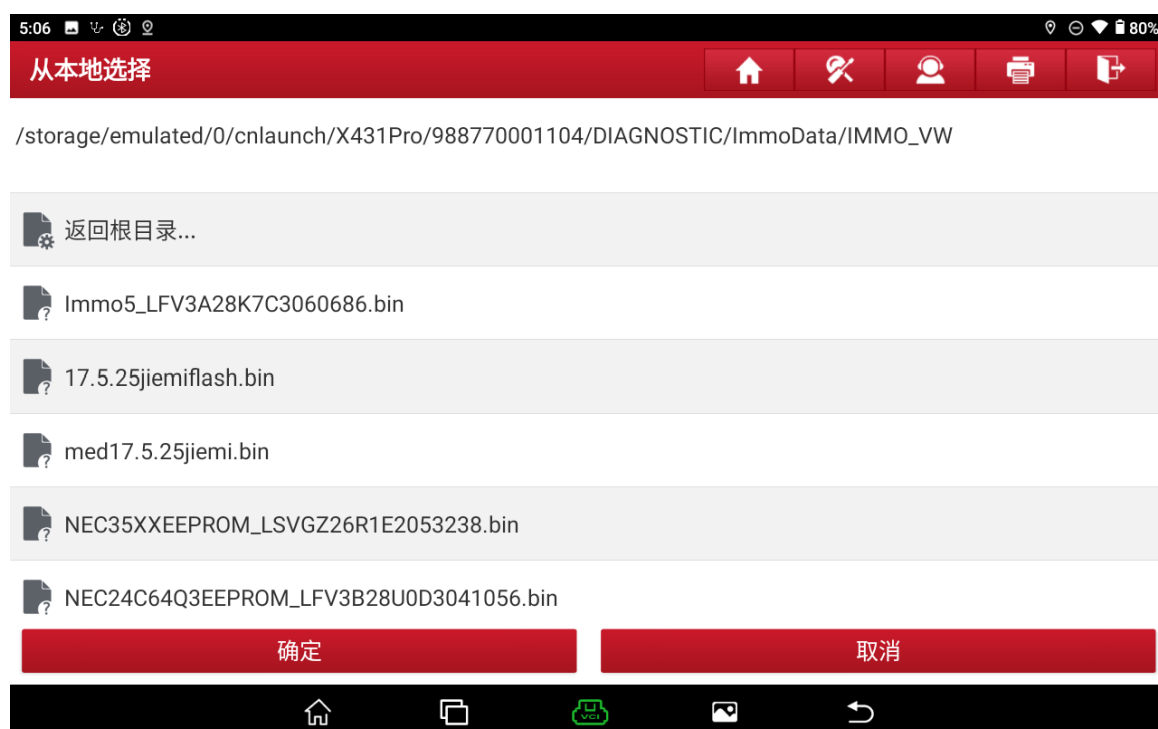 5:06 80%
从本地选择
/storage/emulated/0/cnlaunch/X431Pro/988770001104/DIAGNOSTIC/ImmoData/IMMO_VW
返回根目录...
Immo5_LFV3A28K7C3060686.bin
17.5.25jiemiflash.bin
med17.5.25jiemi.bin
NEC35XXEEPROM_LSVGZ26R1E2053238.bin
NEC24C64Q3EEPROM_LFV3B28U0D3041056.bin
确定 取消
VCI